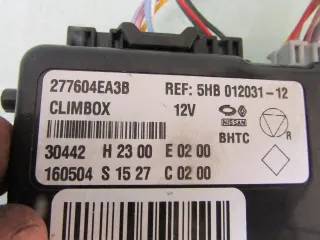 277604EA3B REF: 5HB 012031-12
CLIMBOX 12V
NISSAN
BHTC R
30442 H 23 00 E 02 00
160504 S 15 27 C 02 00